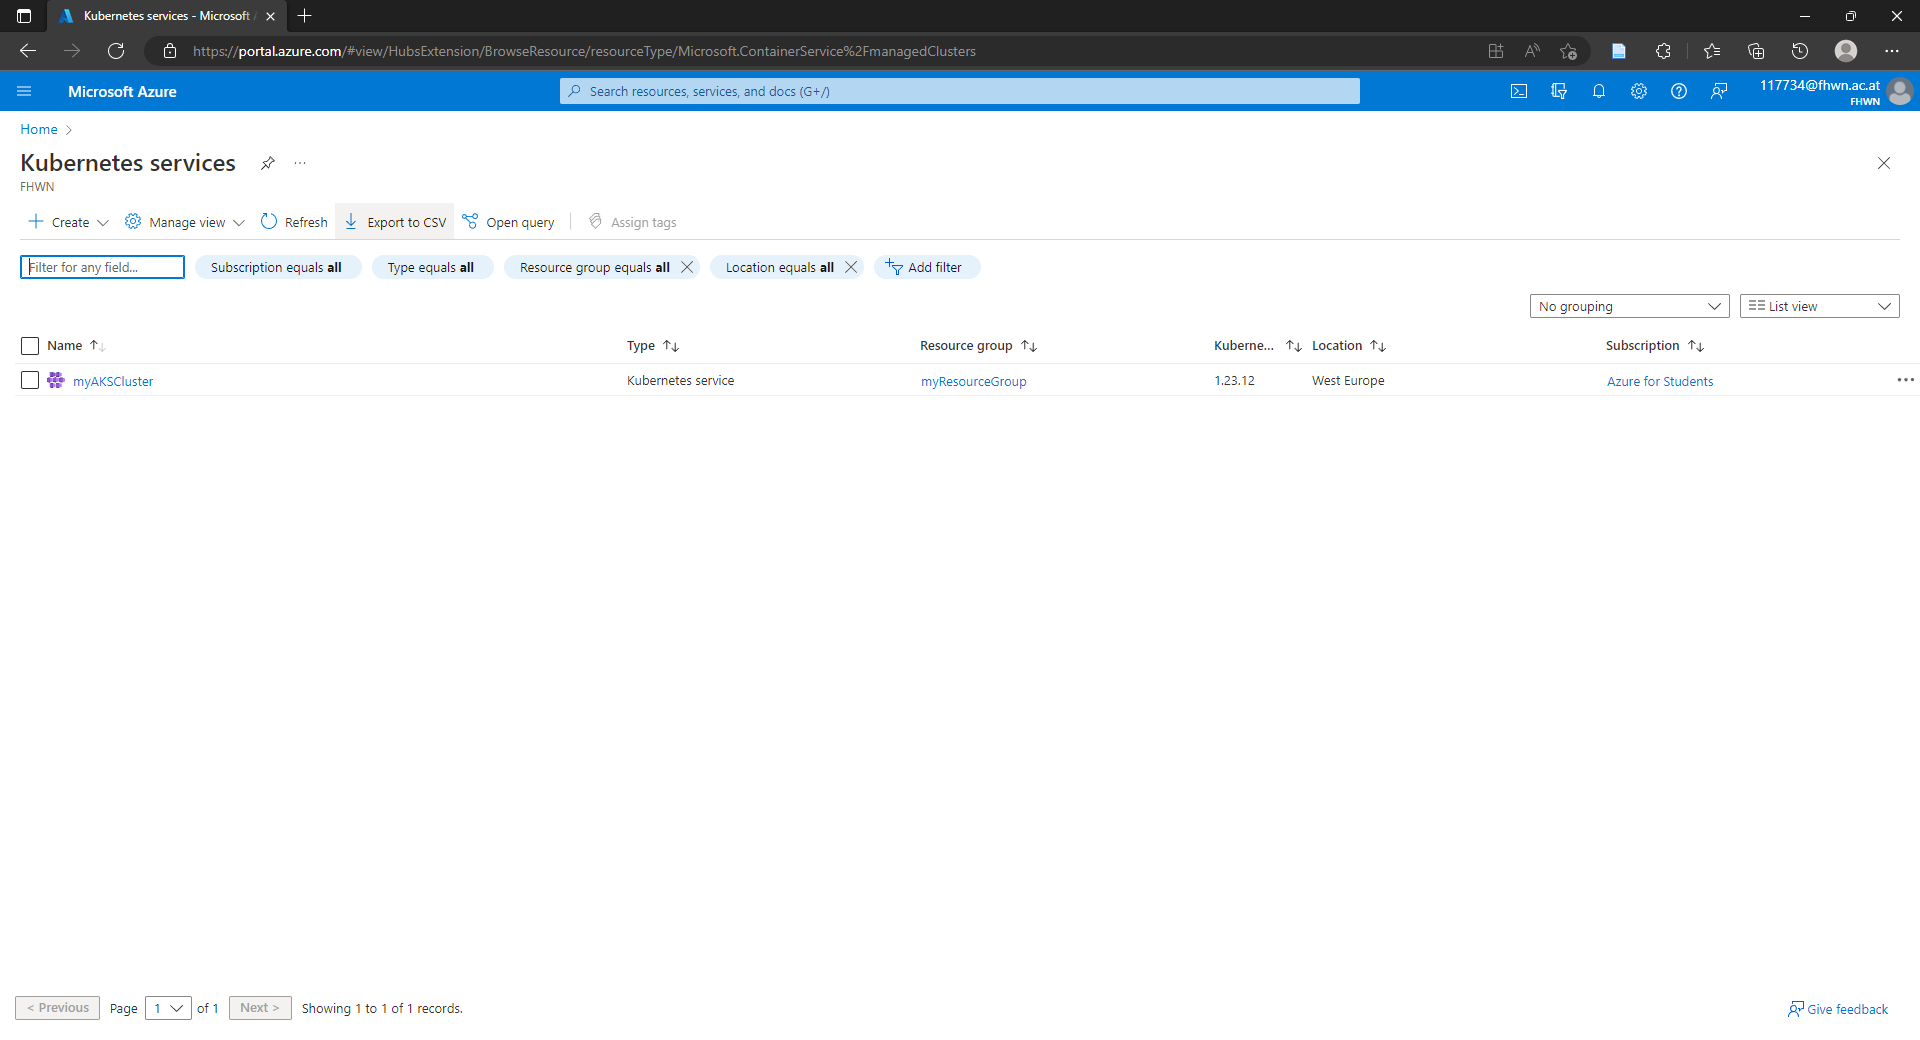 Kubernetes services - Microsoft
https://portal.azure.com/#view/HubsExtension/BrowseResource/resourceType/Microsoft.ContainerService%2FmanagedClusters
Microsoft Azure
Search resources, services, and docs (G+/)
117734@fhwn.ac.at
FHWN
Home
Kubernetes services
FHWN
Create Manage view Refresh Export to CSV Open query Assign tags
Filter for any field... Subscription equals all Type equals all Resource group equals all Location equals all Add filter
No grouping List view
Name Type Resource group Kuberne... Location Subscription
myAKSCluster Kubernetes service myResourceGroup 1.23.12 West Europe Azure for Students
< Previous Page 1 of 1 Next > Showing 1 to 1 of 1 records.
Give feedback